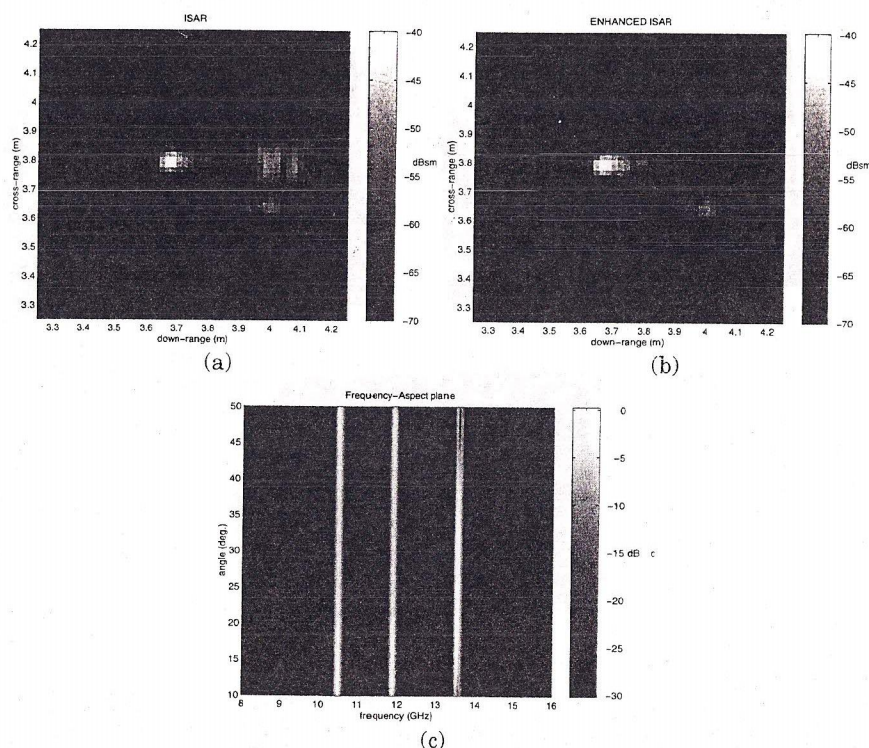 ISAR
4.2
4.1
4
3.9
3.8
3.7
3.6
3.5
3.4
3.3
cross-range (m)
3.3 3.4 3.5 3.6 3.7 3.8 3.9 4 4.1 4.2
down-range (m)
-40
-45
-50
-55
-60
-65
-70
dBsm
(a)
ENHANCED ISAR
4.2
4.1
4
3.9
3.8
3.7
3.6
3.5
3.4
3.3
cross-range (m)
3.3 3.4 3.5 3.6 3.7 3.8 3.9 4 4.1 4.2
down-range (m)
-40
-45
-50
-55
-60
-65
-70
dBsm
(b)
Frequency-Aspect plane
50
45
40
35
30
25
20
15
10
angle (deg.)
8 9 10 11 12 13 14 15 16
frequency (GHz)
0
-5
-10
-15 dB c
-20
-25
-30
(c)